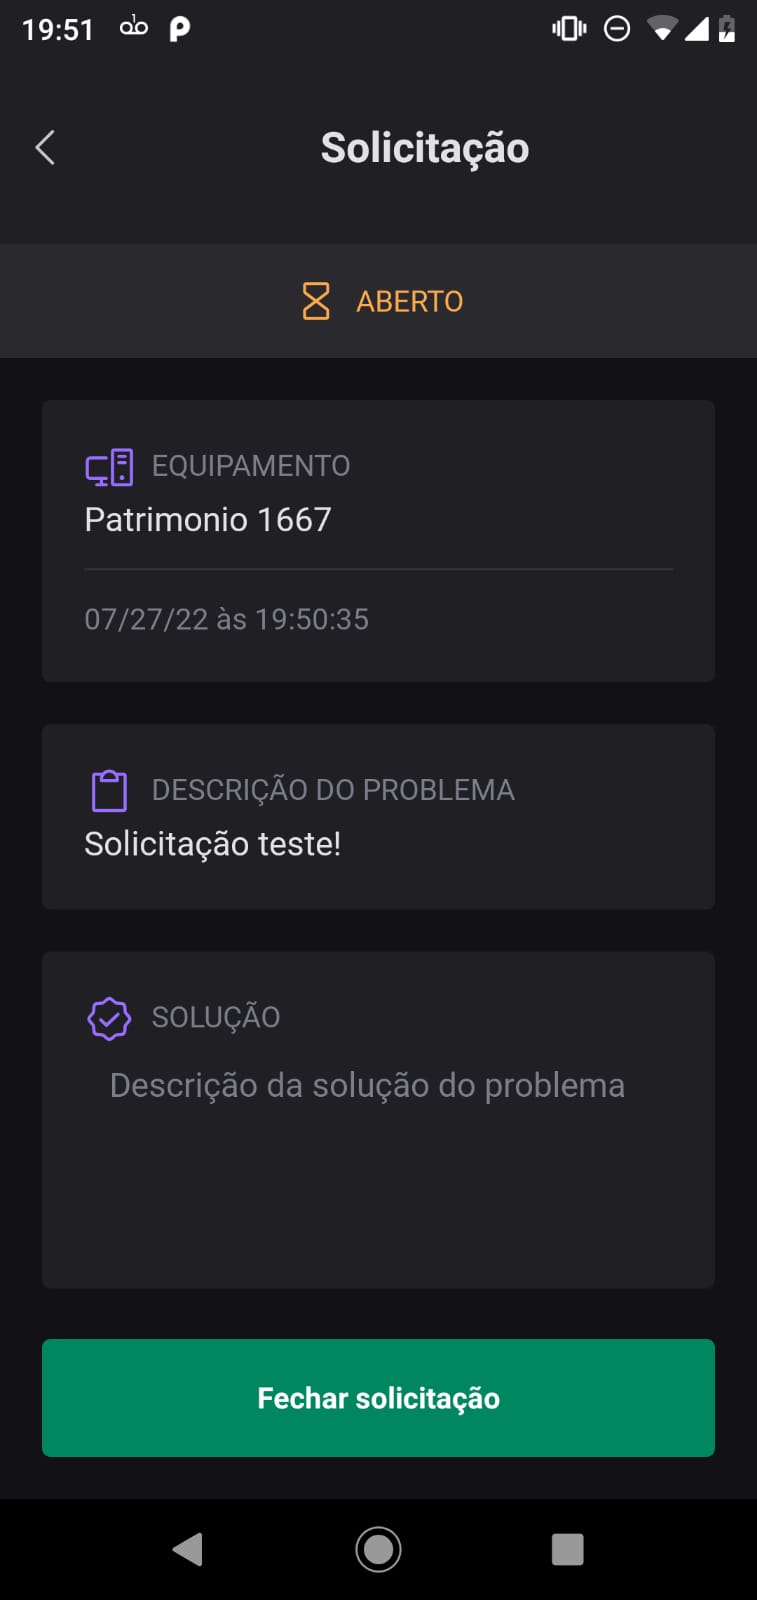 19:51
Solicitação
ABERTO
EQUIPAMENTO
Patrimonio 1667
07/27/22 às 19:50:35
DESCRIÇÃO DO PROBLEMA
Solicitação teste!
SOLUÇÃO
Descrição da solução do problema
Fechar solicitação